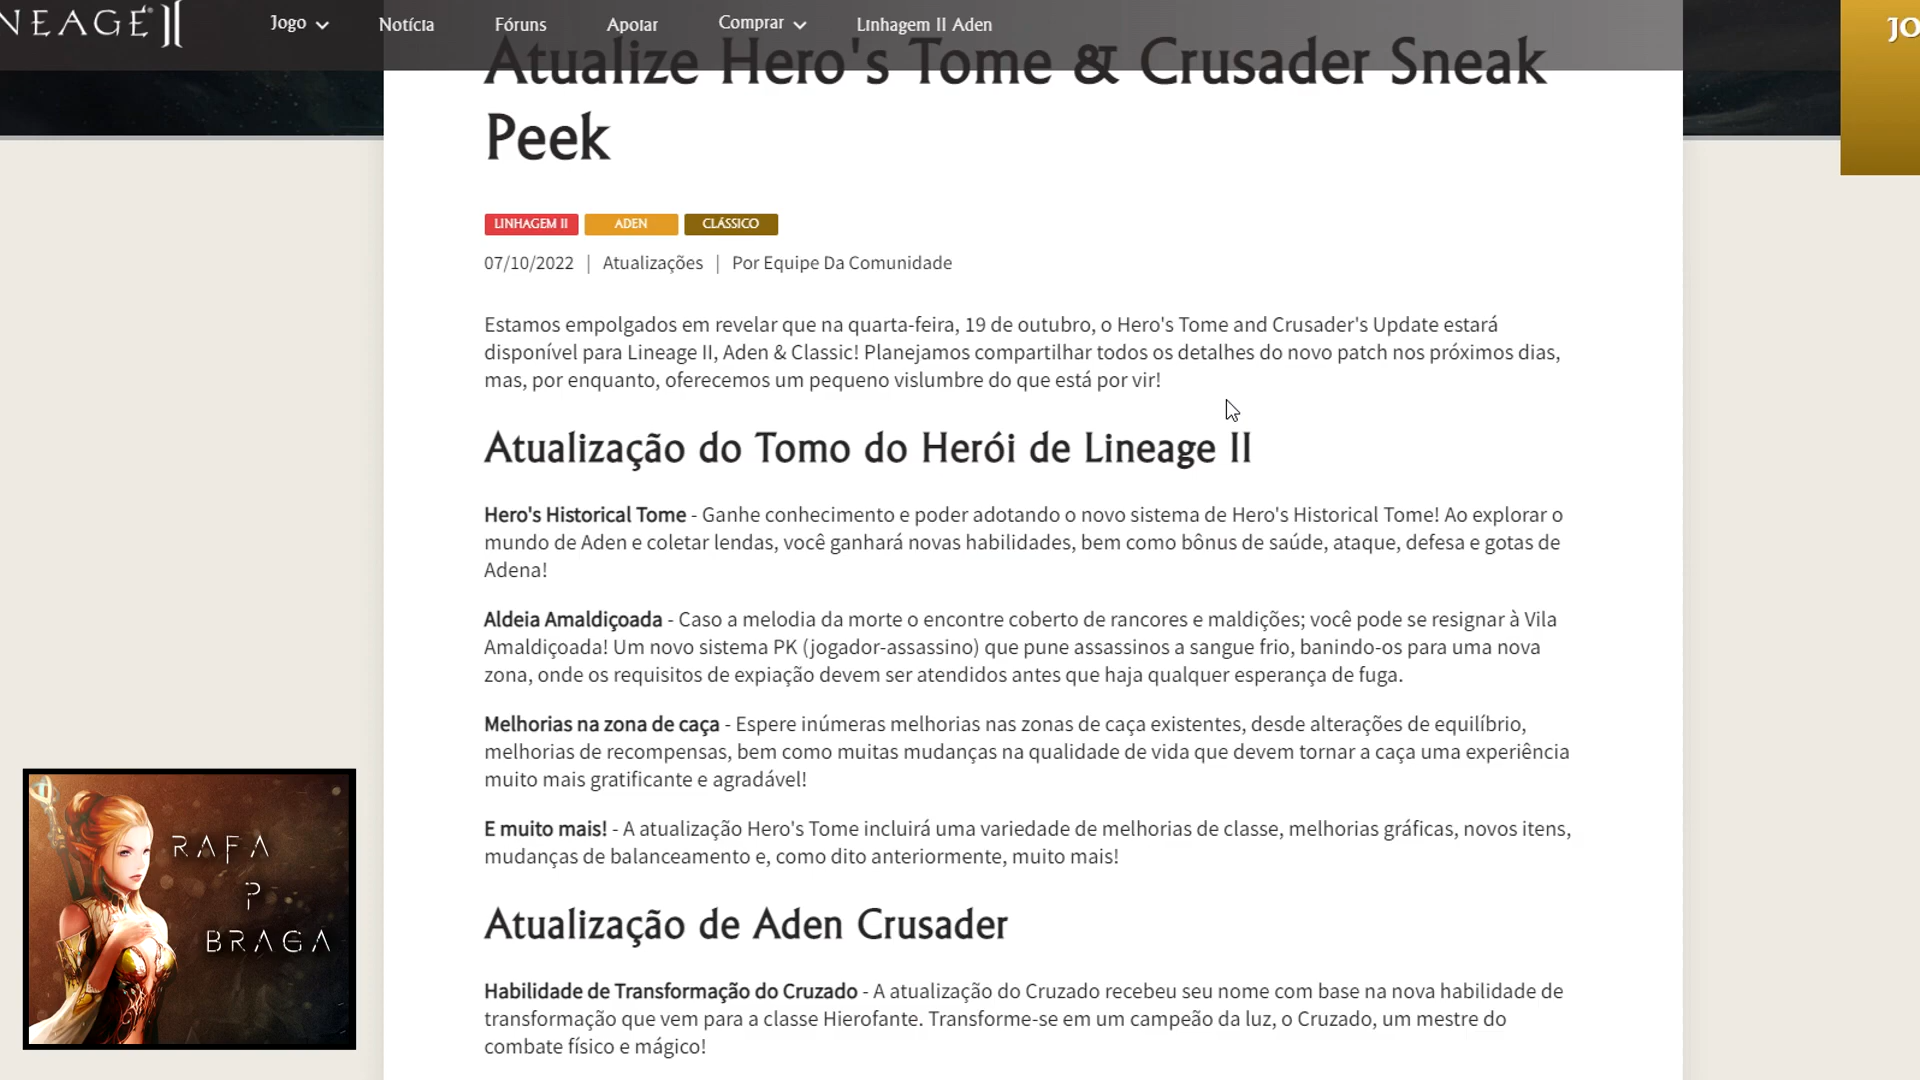 NEAGE II
Jogo
Notícia
Fóruns
Apoiar
Comprar
Linhagem II Aden
JO
Atualize Hero's Tome & Crusader Sneak
Peek
LINHAGEM II
ADEN
CLÁSSICO
07/10/2022 | Atualizações | Por Equipe Da Comunidade
Estamos empolgados em revelar que na quarta-feira, 19 de outubro, o Hero's Tome and Crusader's Update estará
disponível para Lineage II, Aden & Classic! Planejamos compartilhar todos os detalhes do novo patch nos próximos dias,
mas, por enquanto, oferecemos um pequeno vislumbre do que está por vir!
Atualização do Tomo do Herói de Lineage II
Hero's Historical Tome - Ganhe conhecimento e poder adotando o novo sistema de Hero's Historical Tome! Ao explorar o
mundo de Aden e coletar lendas, você ganhará novas habilidades, bem como bônus de saúde, ataque, defesa e gotas de
Adena!
Aldeia Amaldiçoada - Caso a melodia da morte o encontre coberto de rancores e maldições; você pode se resignar à Vila
Amaldiçoada! Um novo sistema PK (jogador-assassino) que pune assassinos a sangue frio, banindo-os para uma nova
zona, onde os requisitos de expiação devem ser atendidos antes que haja qualquer esperança de fuga.
Melhorias na zona de caça - Espere inúmeras melhorias nas zonas de caça existentes, desde alterações de equilíbrio,
melhorias de recompensas, bem como muitas mudanças na qualidade de vida que devem tornar a caça uma experiência
muito mais gratificante e agradável!
E muito mais! - A atualização Hero's Tome incluirá uma variedade de melhorias de classe, melhorias gráficas, novos itens,
mudanças de balanceamento e, como dito anteriormente, muito mais!
RAFA
P
BRAGA
Atualização de Aden Crusader
Habilidade de Transformação do Cruzado - A atualização do Cruzado recebeu seu nome com base na nova habilidade de
transformação que vem para a classe Hierofante. Transforme-se em um campeão da luz, o Cruzado, um mestre do
combate físico e mágico!